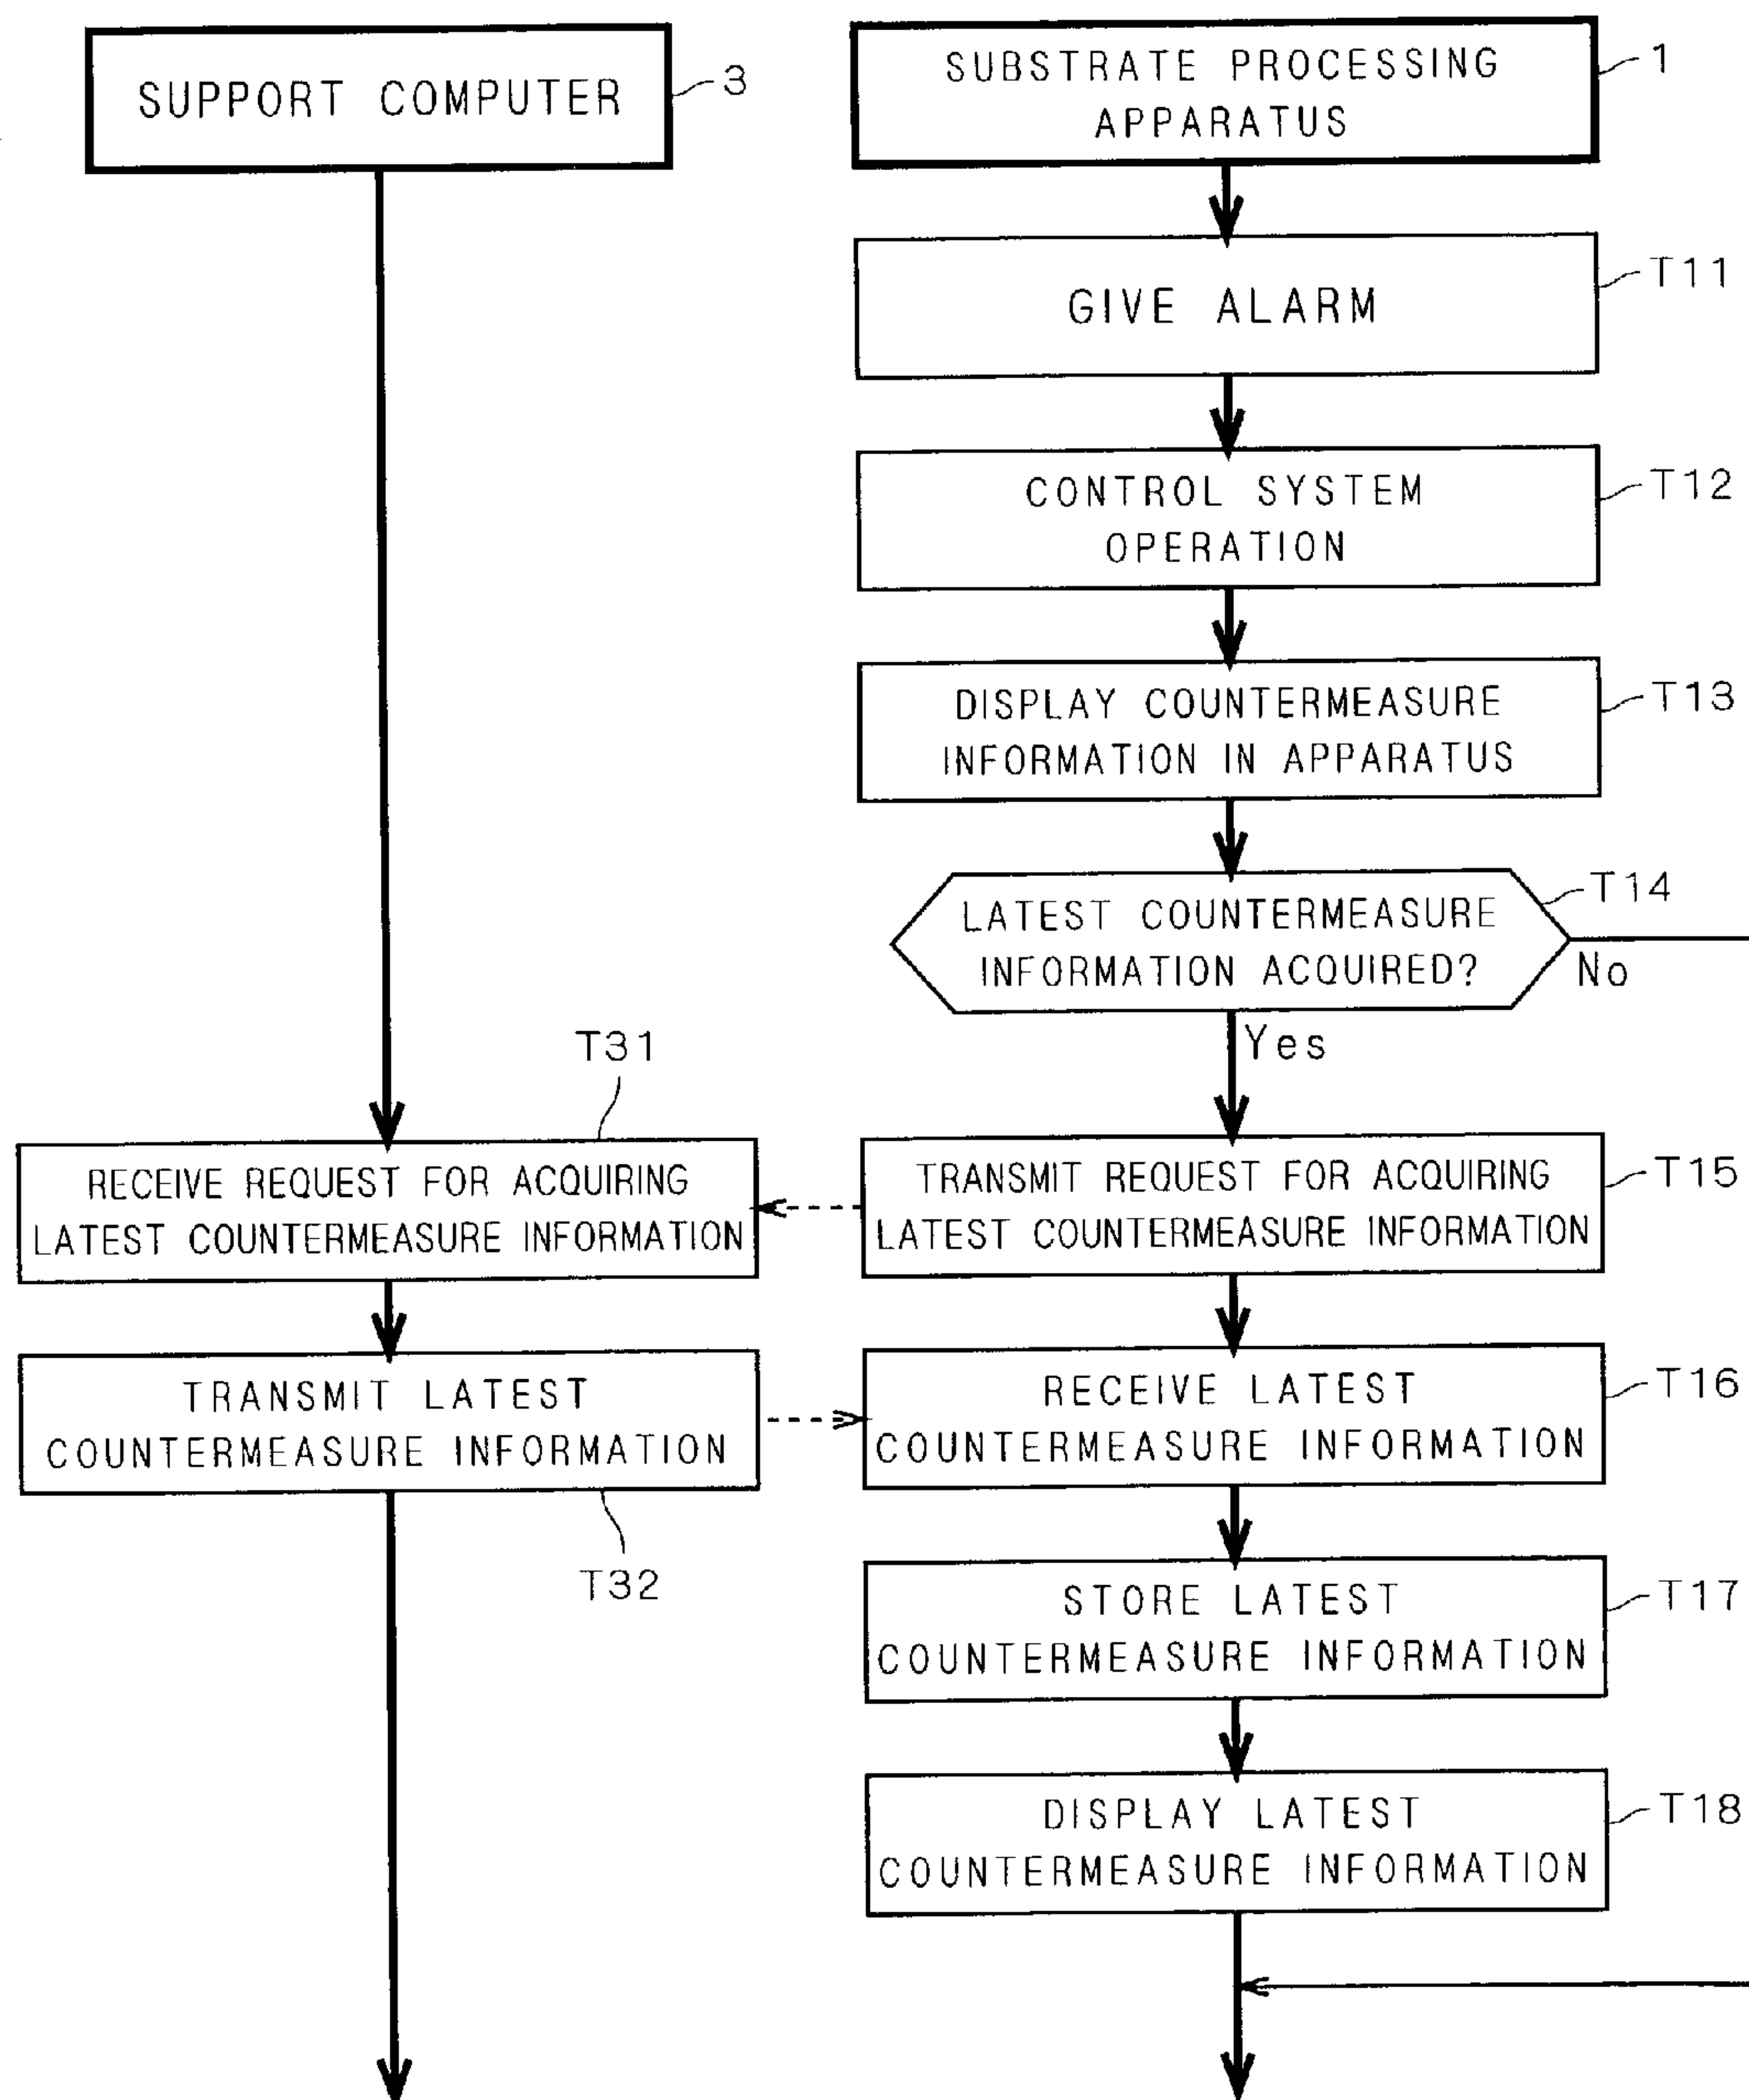 SUPPORT COMPUTER
3
SUBSTRATE PROCESSING
APPARATUS
1
GIVE ALARM
T11
CONTROL SYSTEM
OPERATION
T12
DISPLAY COUNTERMEASURE
INFORMATION IN APPARATUS
T13
LATEST COUNTERMEASURE
INFORMATION ACQUIRED?
T14
No
Yes
T31
RECEIVE REQUEST FOR ACQUIRING
LATEST COUNTERMEASURE INFORMATION
TRANSMIT REQUEST FOR ACQUIRING
LATEST COUNTERMEASURE INFORMATION
T15
TRANSMIT LATEST
COUNTERMEASURE INFORMATION
T32
RECEIVE LATEST
COUNTERMEASURE INFORMATION
T16
STORE LATEST
COUNTERMEASURE INFORMATION
T17
DISPLAY LATEST
COUNTERMEASURE INFORMATION
T18